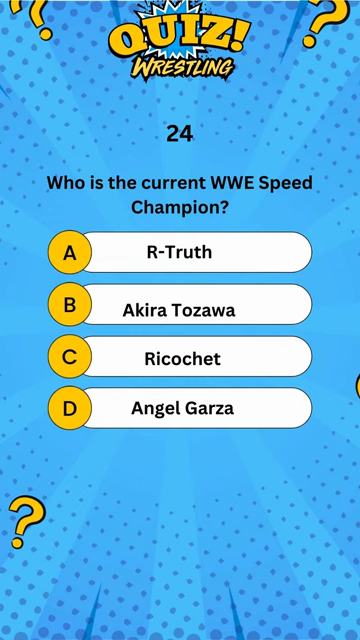 QUIZ!
WRESTLING
24
Who is the current WWE Speed
Champion?
A R-Truth
B Akira Tozawa
C Ricochet
D Angel Garza